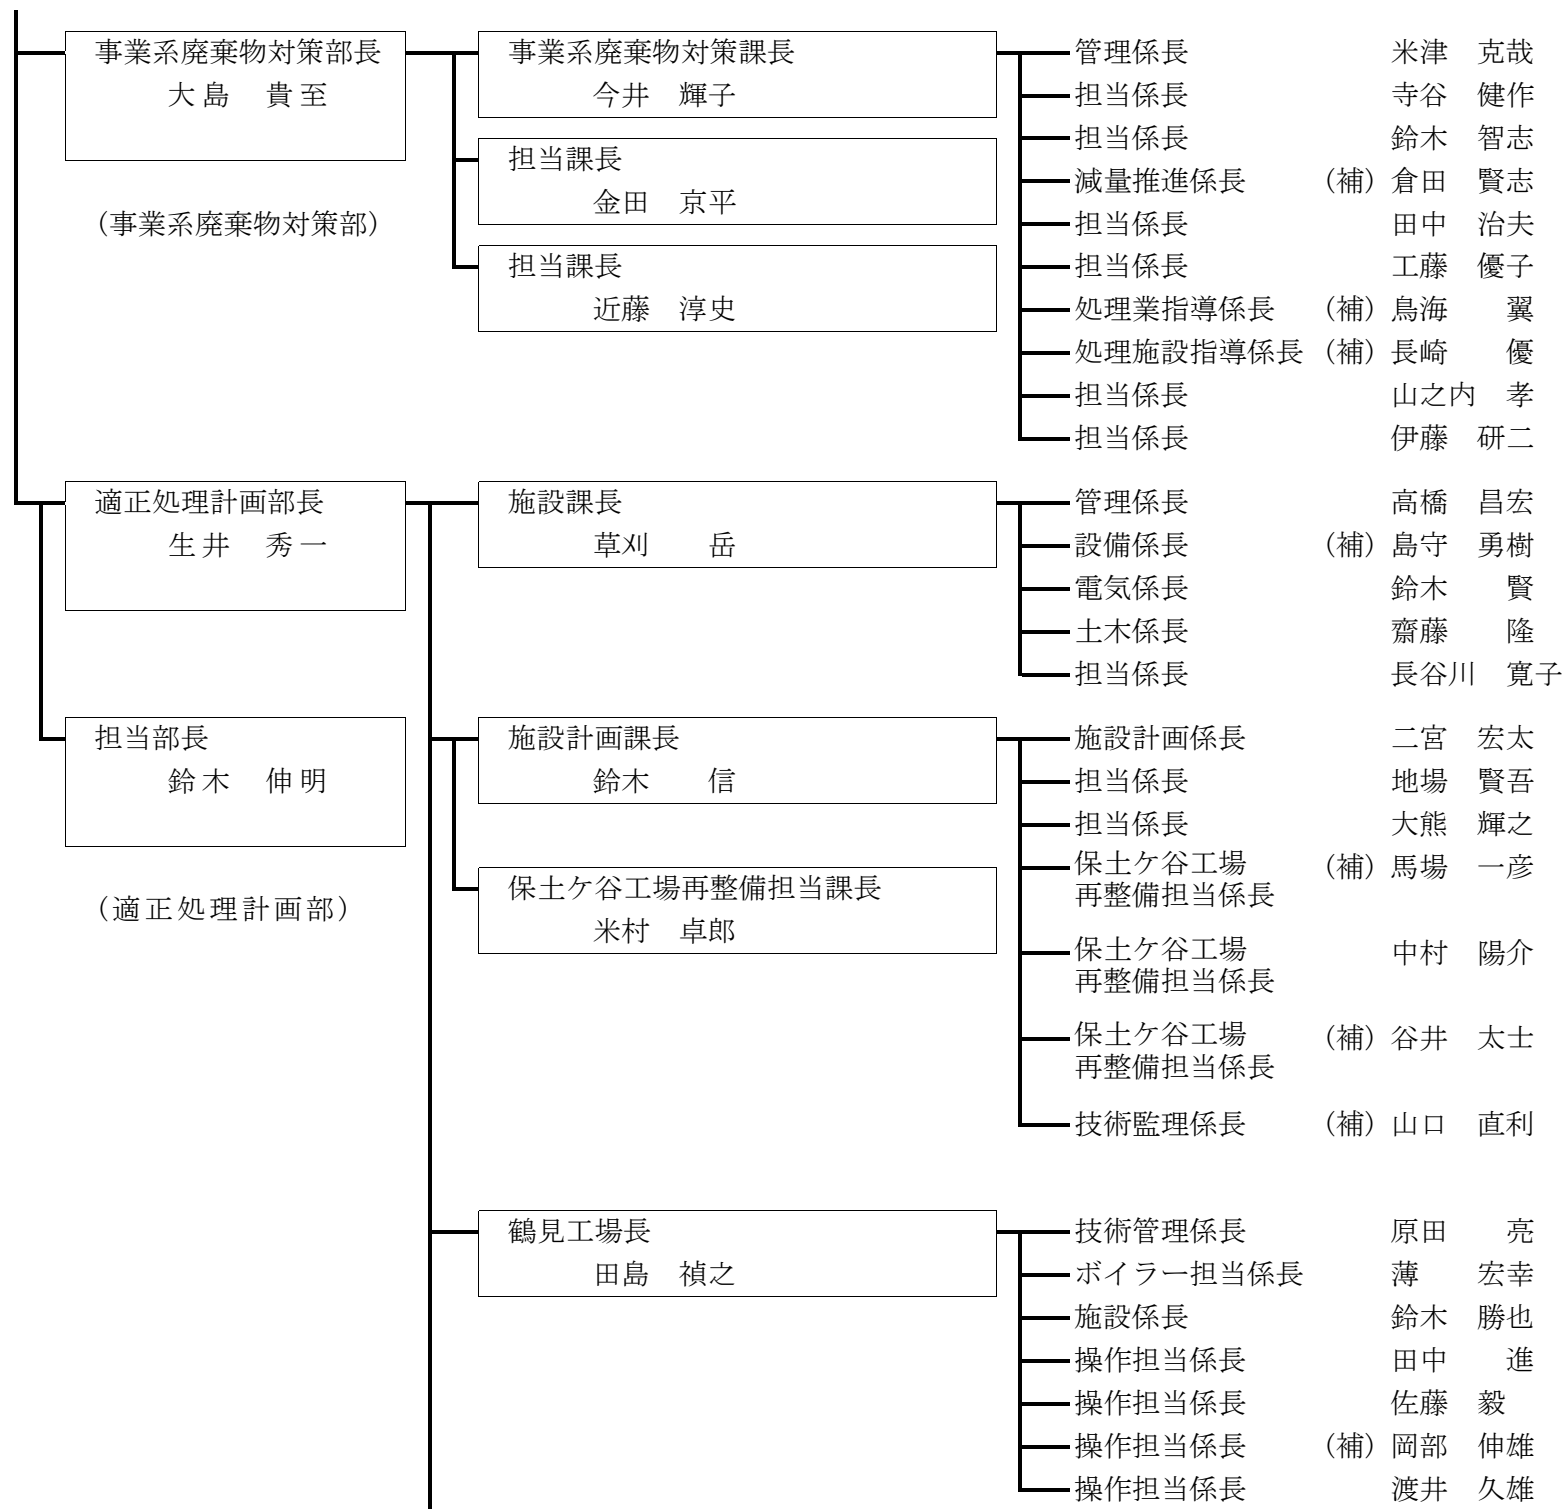 事業系廃棄物対策部長
大島　貴至
(事業系廃棄物対策部)
事業系廃棄物対策課長
今井　輝子
担当課長
金田　京平
担当課長
近藤　淳史
管理係長　米津　克哉
担当係長　寺谷　健作
担当係長　鈴木　智志
減量推進係長　(補) 倉田　賢志
担当係長　田中　治夫
担当係長　工藤　優子
処理業指導係長　(補) 鳥海　翼
処理施設指導係長　(補) 長崎　優
担当係長　山之内　孝
担当係長　伊藤　研二
適正処理計画部長
生井　秀一
担当部長
鈴木　伸明
(適正処理計画部)
施設課長
草刈　岳
管理係長　高橋　昌宏
設備係長　(補) 島守　勇樹
電気係長　鈴木　賢
土木係長　齋藤　隆
担当係長　長谷川　寛子
施設計画課長
鈴木　信
保土ケ谷工場再整備担当課長
米村　卓郎
施設計画係長　二宮　宏太
担当係長　地場　賢吾
担当係長　大熊　輝之
保土ケ谷工場　(補) 馬場　一彦
再整備担当係長
保土ケ谷工場　中村　陽介
再整備担当係長
保土ケ谷工場　(補) 谷井　太士
再整備担当係長
技術監理係長　(補) 山口　直利
鶴見工場長
田島　禎之
技術管理係長　原田　亮
ボイラー担当係長　薄　宏幸
施設係長　鈴木　勝也
操作担当係長　田中　進
操作担当係長　佐藤　毅
操作担当係長　(補) 岡部　伸雄
操作担当係長　渡井　久雄